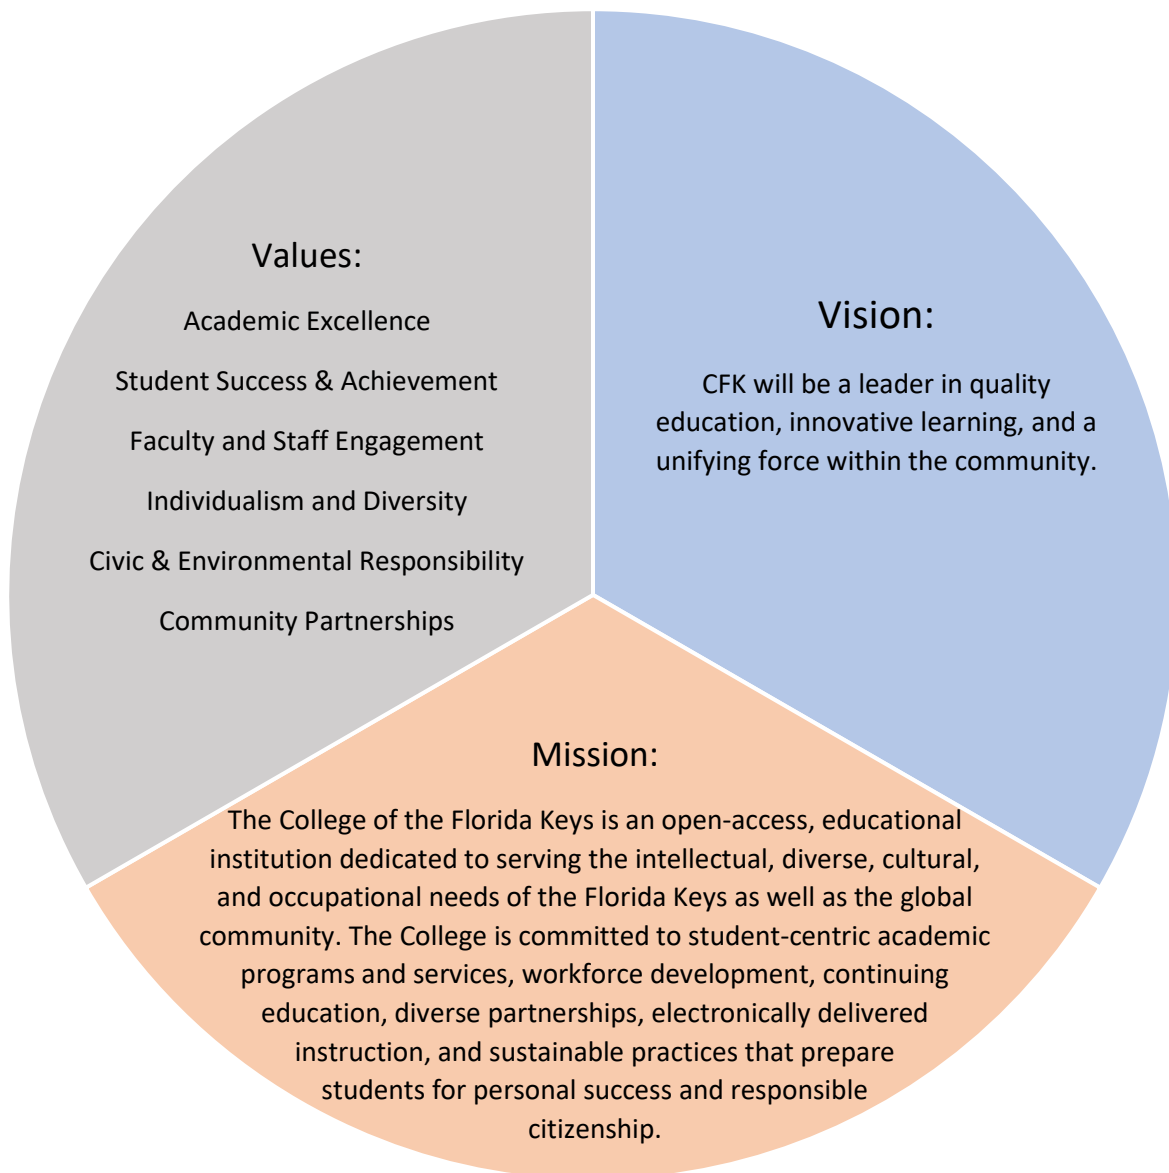 Values:
Academic Excellence
Student Success & Achievement
Faculty and Staff Engagement
Individualism and Diversity
Civic & Environmental Responsibility
Community Partnerships
Vision:
CFK will be a leader in quality
education, innovative learning, and a
unifying force within the community.
Mission:
The College of the Florida Keys is an open-access, educational
institution dedicated to serving the intellectual, diverse, cultural,
and occupational needs of the Florida Keys as well as the global
community. The College is committed to student-centric academic
programs and services, workforce development, continuing
education, diverse partnerships, electronically delivered
instruction, and sustainable practices that prepare
students for personal success and responsible
citizenship.